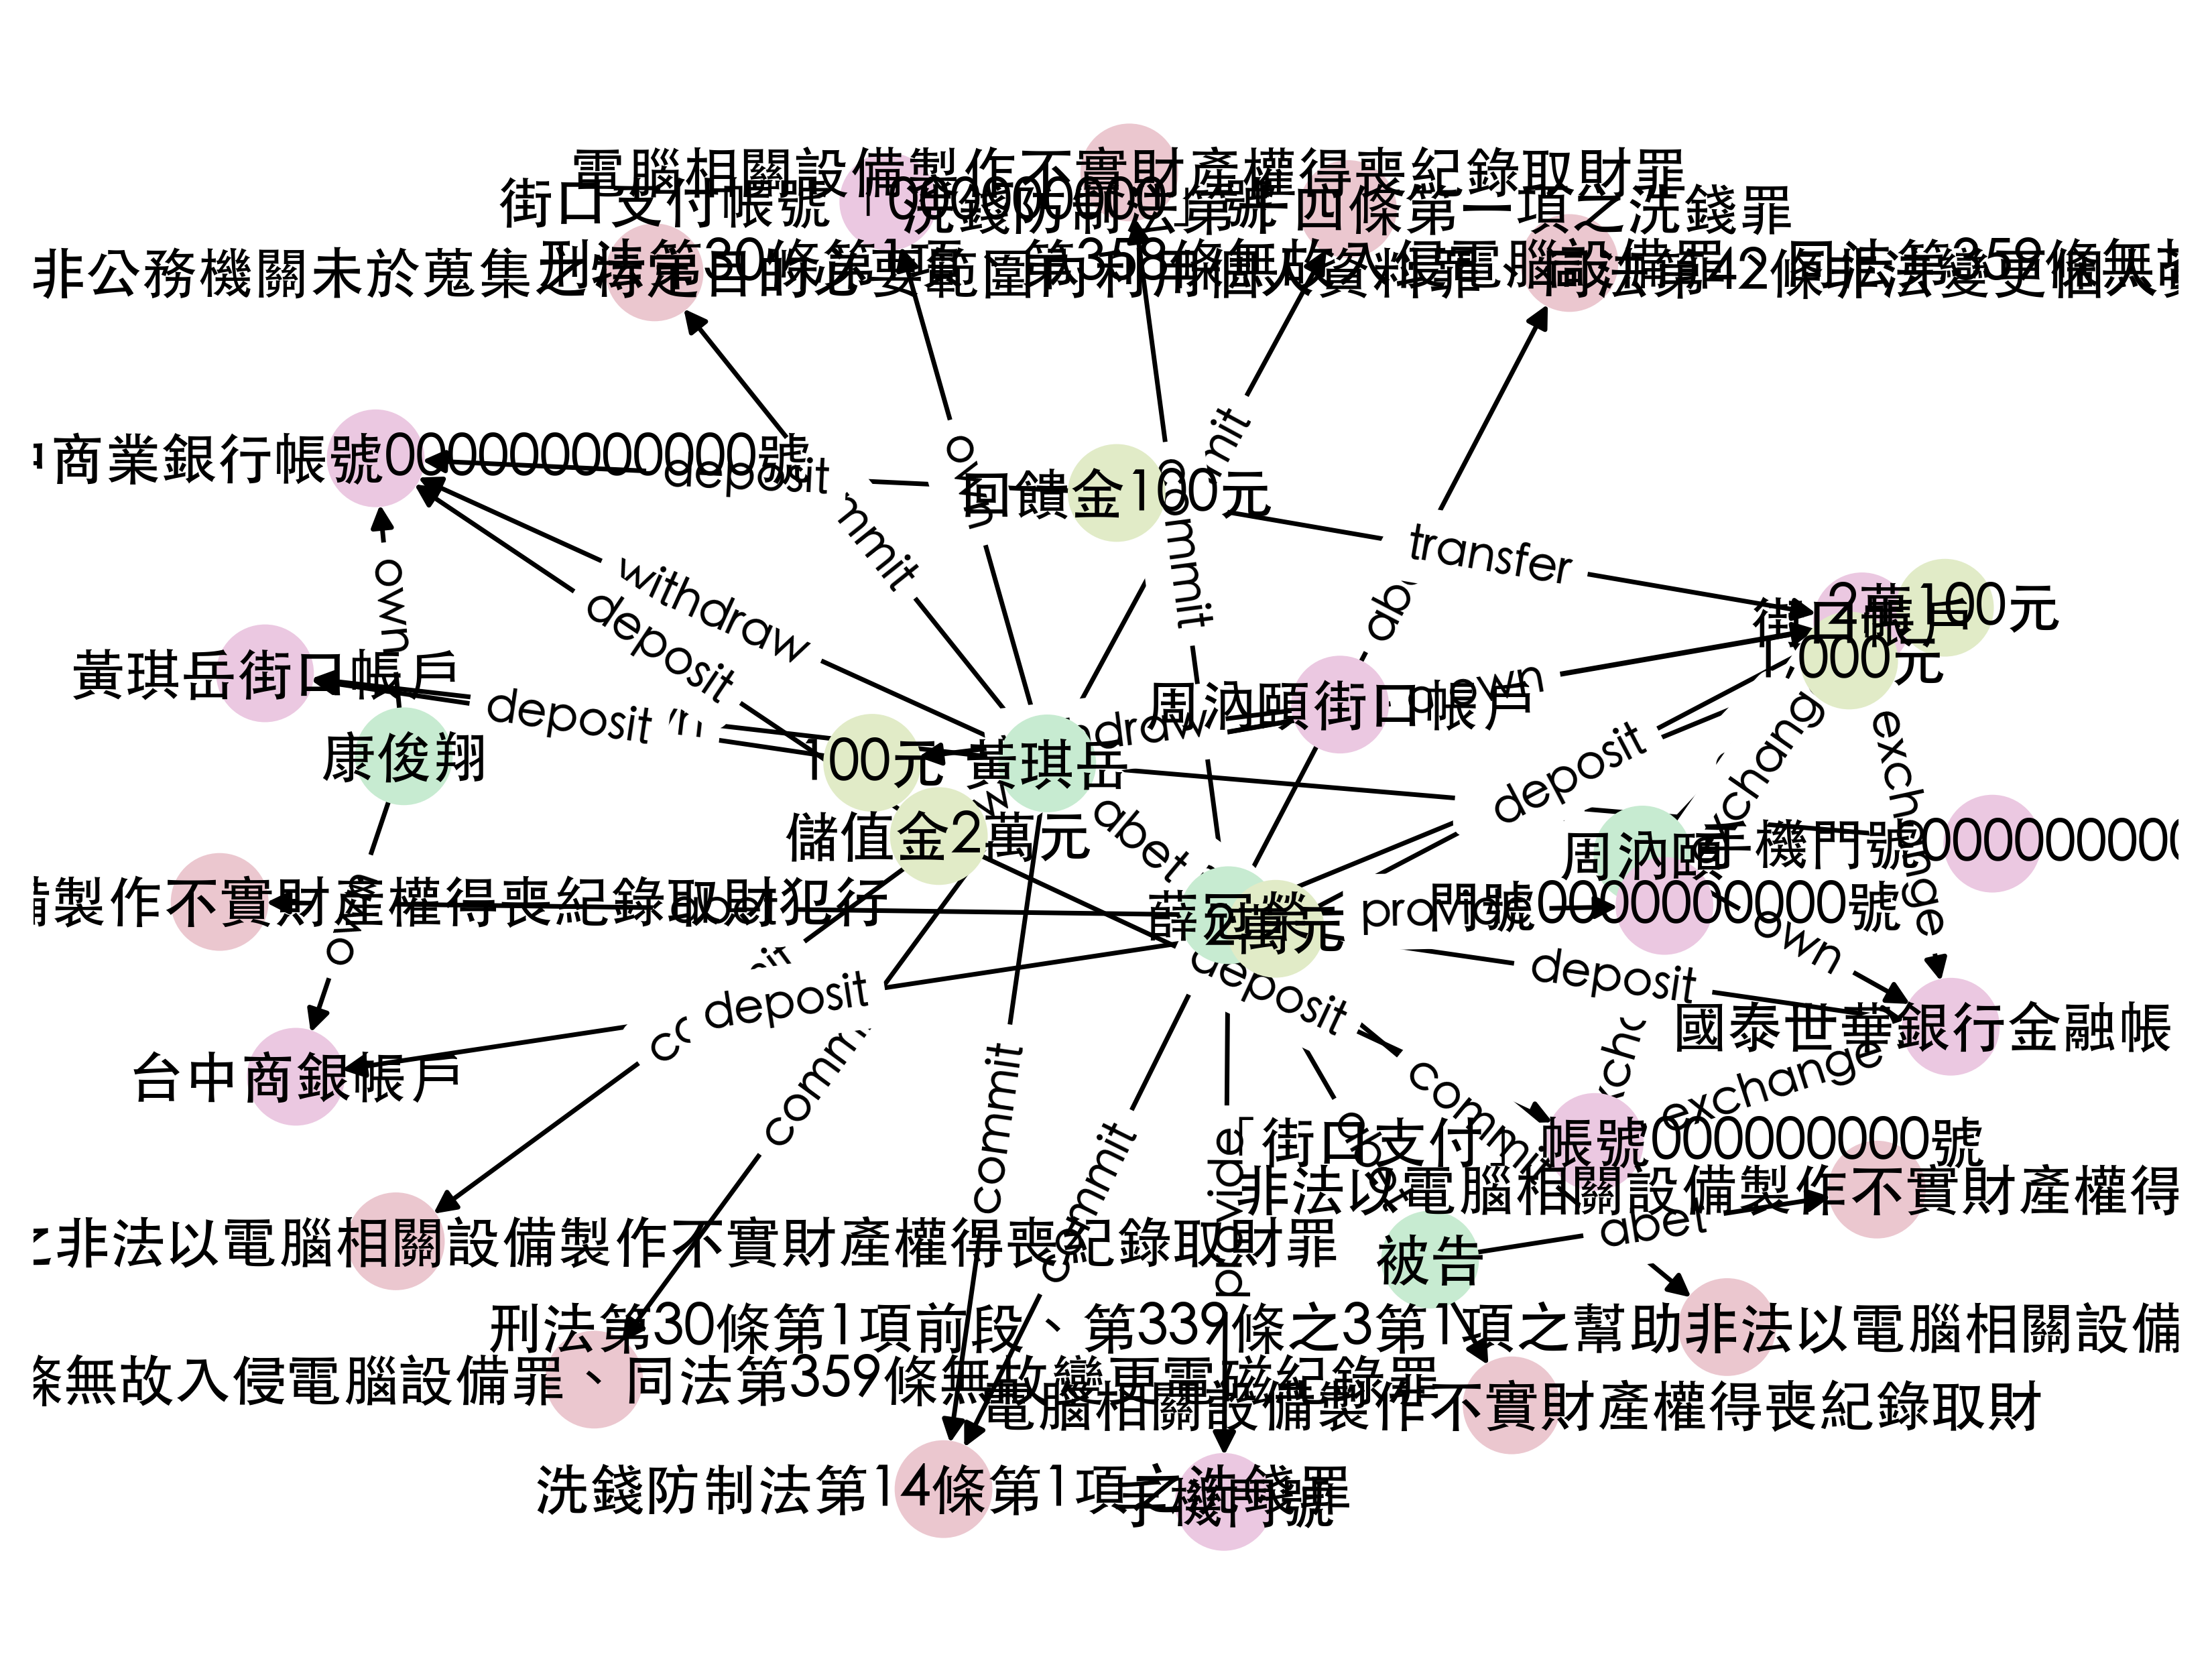 電腦相關設備製作不實財產權得喪紀錄取財罪
街口支付帳號「000000000」號
洗錢防制法第十四條第一項之洗錢罪
刑法第30條第1項、第358條無故入侵電腦設備罪、同法第359條無故
非公務機關未於蒐集之特定目的必要範圍內利用個人資料罪、同法第42條非法變更個人資
商業銀行帳號000000000000號
deposit
回饋金100元
own
commit
transfer
own
withdraw
deposit
2萬100元
街口帳戶
1,000元
黃琪岳街口帳戶
deposit
周汭頤街口帳戶
own
康俊翔
100元
黃琪岳
deposit
exchange
儲值金2萬元
abet
周汭頤
手機門號0000000000
備製作不實財產權得喪紀錄取財犯行
abet
薛冠榮
2萬元
provide
門號0000000000號
own
own
deposit
deposit
deposit
國泰世華銀行金融帳
台中商銀帳戶
exchange
commit
commit
commit
「街口支付」帳號000000000號
provide
非法以電腦相關設備製作不實財產權得
abet
之非法以電腦相關設備製作不實財產權得喪紀錄取財罪
被告
刑法第30條第1項前段、第339條之3第1項之幫助非法以電腦相關設備
條無故入侵電腦設備罪、同法第359條無故變更電磁紀錄罪
電腦相關設備製作不實財產權得喪紀錄取財
洗錢防制法第14條第1項之洗錢罪
手機門號